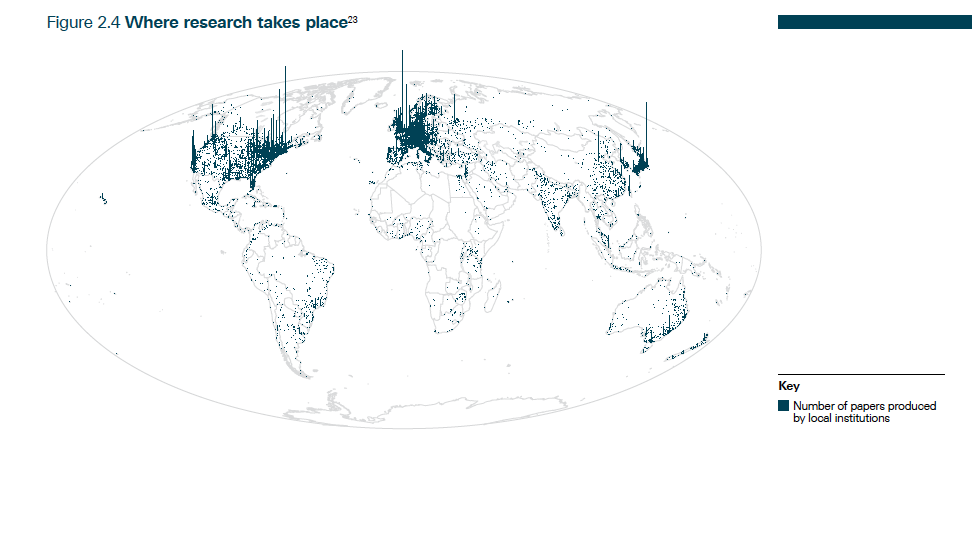 Figure 2.4 Where research takes place23
Key
Number of papers produced
by local institutions